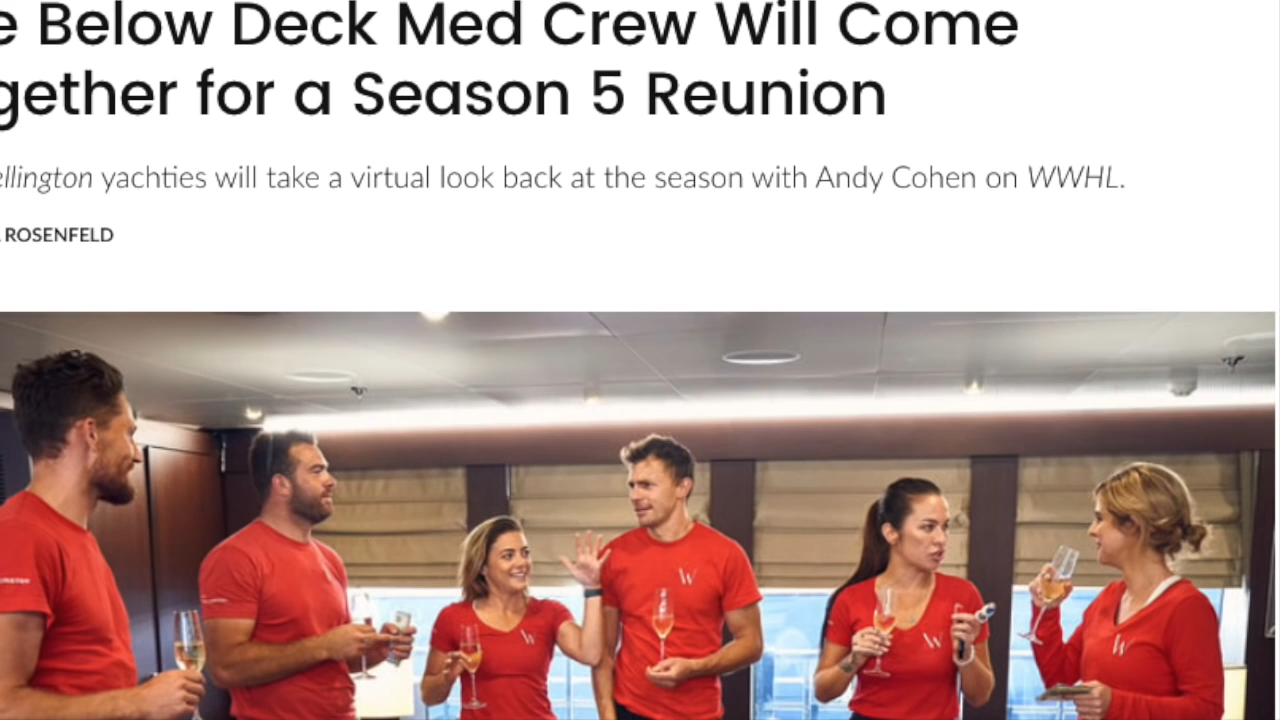 e Below Deck Med Crew Will Come
gether for a Season 5 Reunion
ellington yachties will take a virtual look back at the season with Andy Cohen on WWHL.
ROSENFELD
W
W
W
W